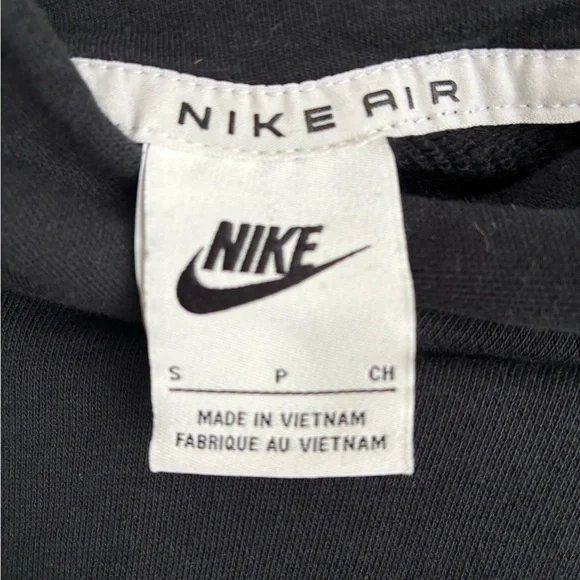 NIKE AIR
NIKE
S P CH
MADE IN VIETNAM
FABRIQUE AU VIETNAM